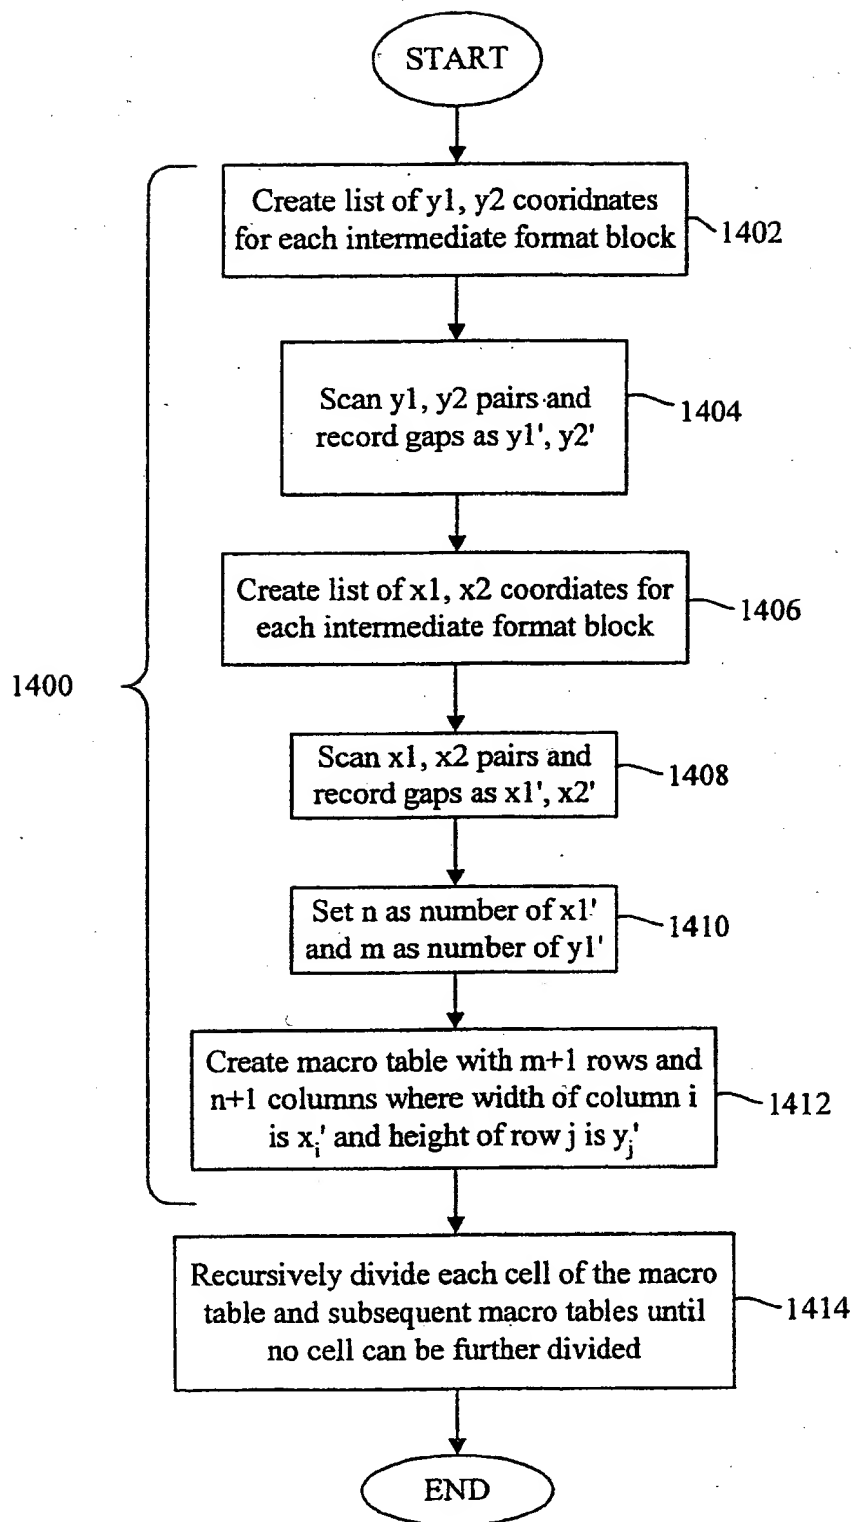 START
Create list of y1, y2 cooridnates
for each intermediate format block
1402
Scan y1, y2 pairs and
record gaps as y1', y2'
1404
Create list of x1, x2 coordiates for
each intermediate format block
1406
1400
Scan x1, x2 pairs and
record gaps as x1', x2'
1408
Set n as number of x1'
and m as number of y1'
1410
Create macro table with m+1 rows and
n+1 columns where width of column i
is xi' and height of row j is yj'
1412
Recursively divide each cell of the macro
table and subsequent macro tables until
no cell can be further divided
1414
END